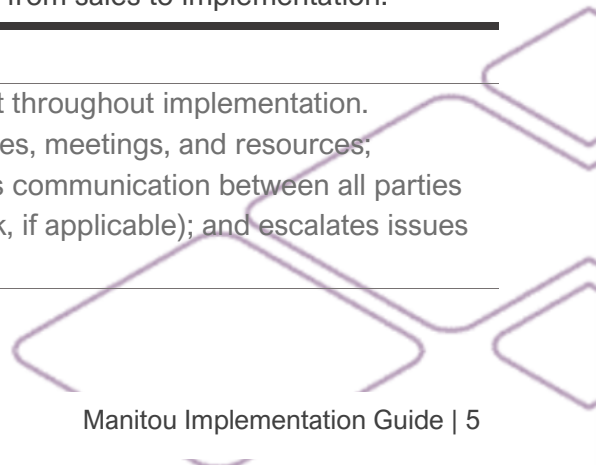 from sales to implementation.
t throughout implementation.
es, meetings, and resources;
s communication between all parties
k, if applicable); and escalates issues
Manitou Implementation Guide | 5